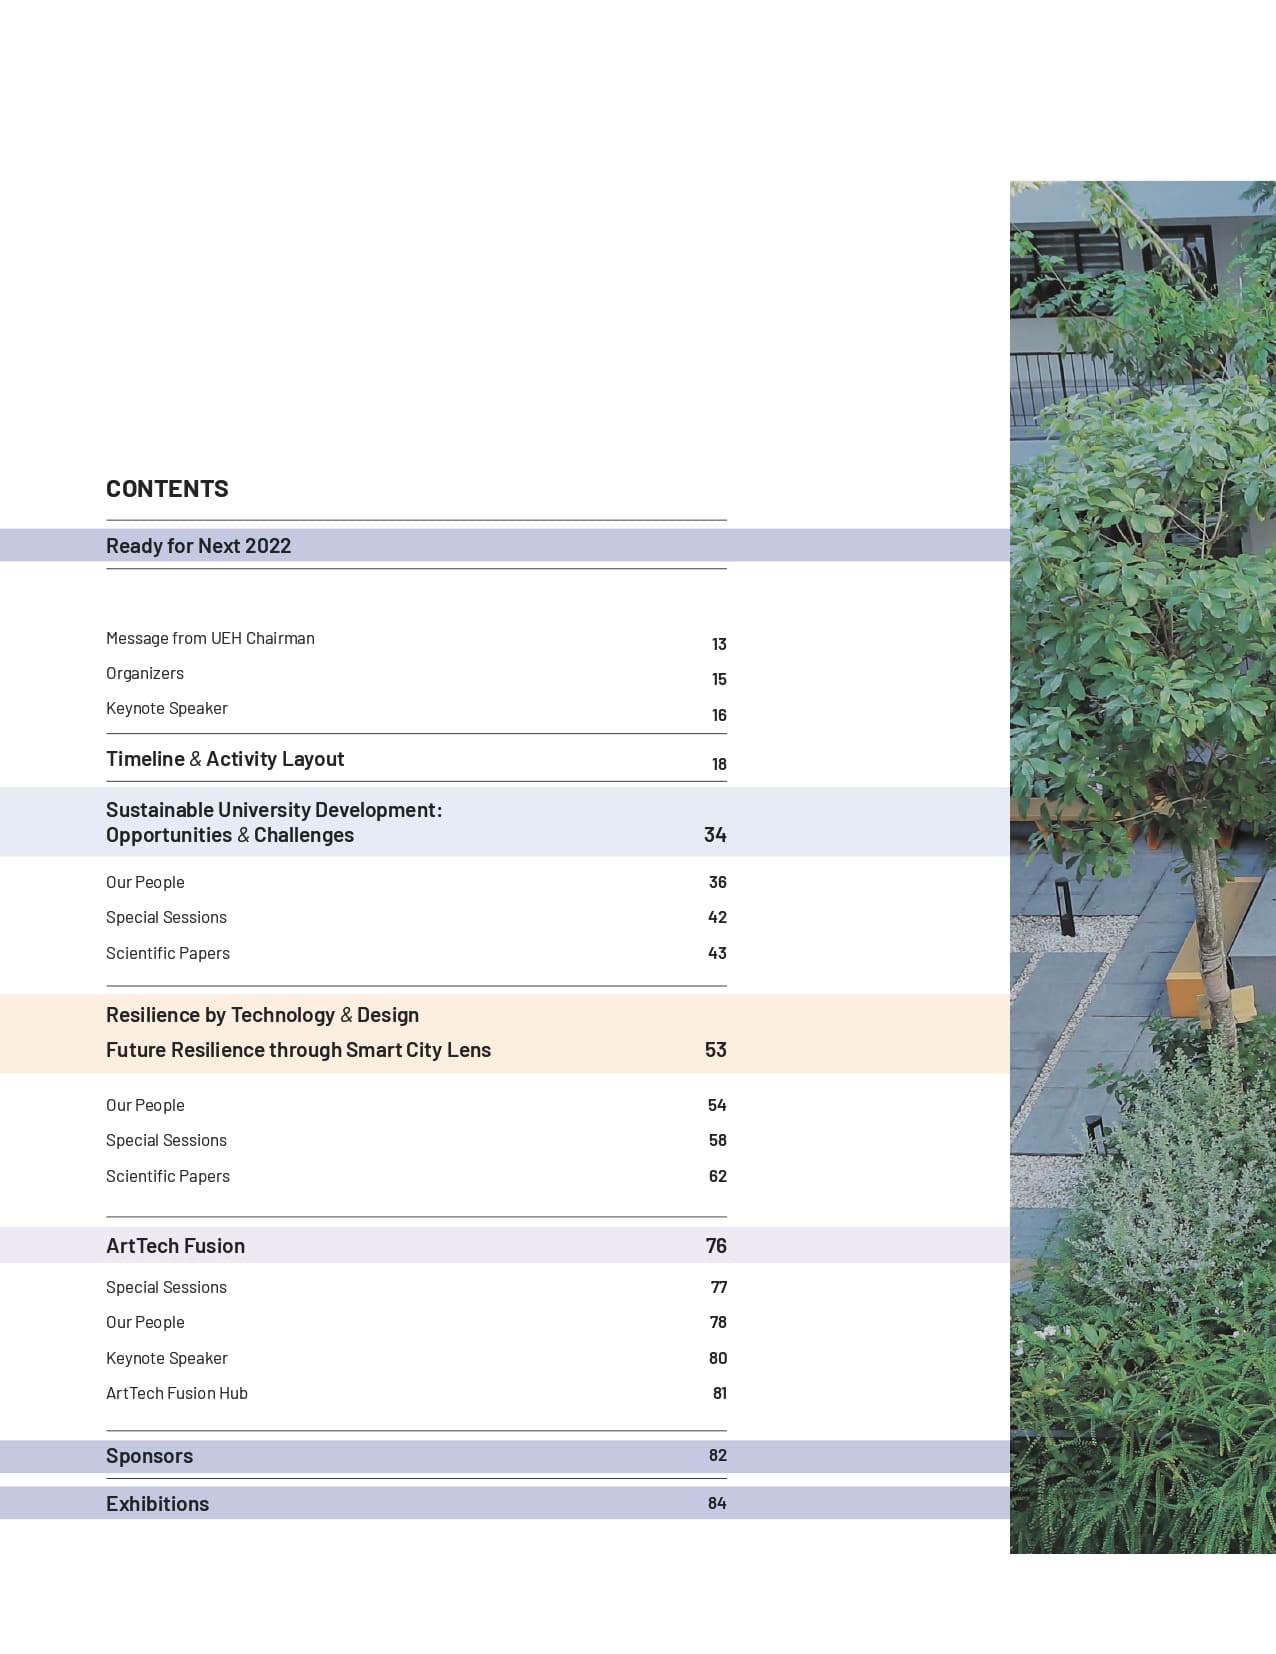 CONTENTS
Ready for Next 2022
Message from UEH Chairman 13
Organizers 15
Keynote Speaker 16
Timeline & Activity Layout 18
Sustainable University Development:
Opportunities & Challenges 34
Our People 36
Special Sessions 42
Scientific Papers 43
Resilience by Technology & Design
Future Resilience through Smart City Lens 53
Our People 54
Special Sessions 58
Scientific Papers 62
ArtTech Fusion 76
Special Sessions 77
Our People 78
Keynote Speaker 80
ArtTech Fusion Hub 81
Sponsors 82
Exhibitions 84